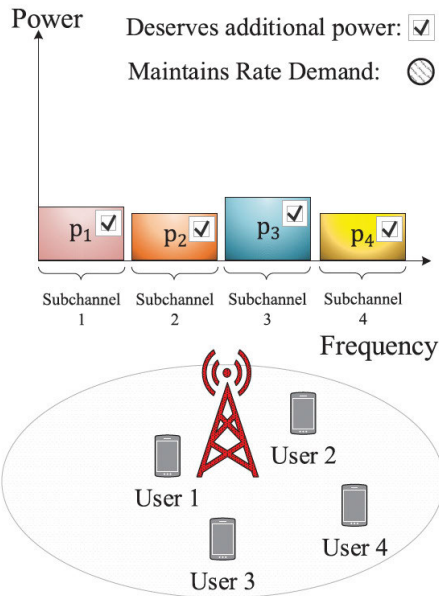 Power
Deserves additional power:
Maintains Rate Demand:
p₁ p₂ p₃ p₄
Subchannel Subchannel Subchannel Subchannel
1 2 3 4
Frequency
User 2
User 1
User 4
User 3